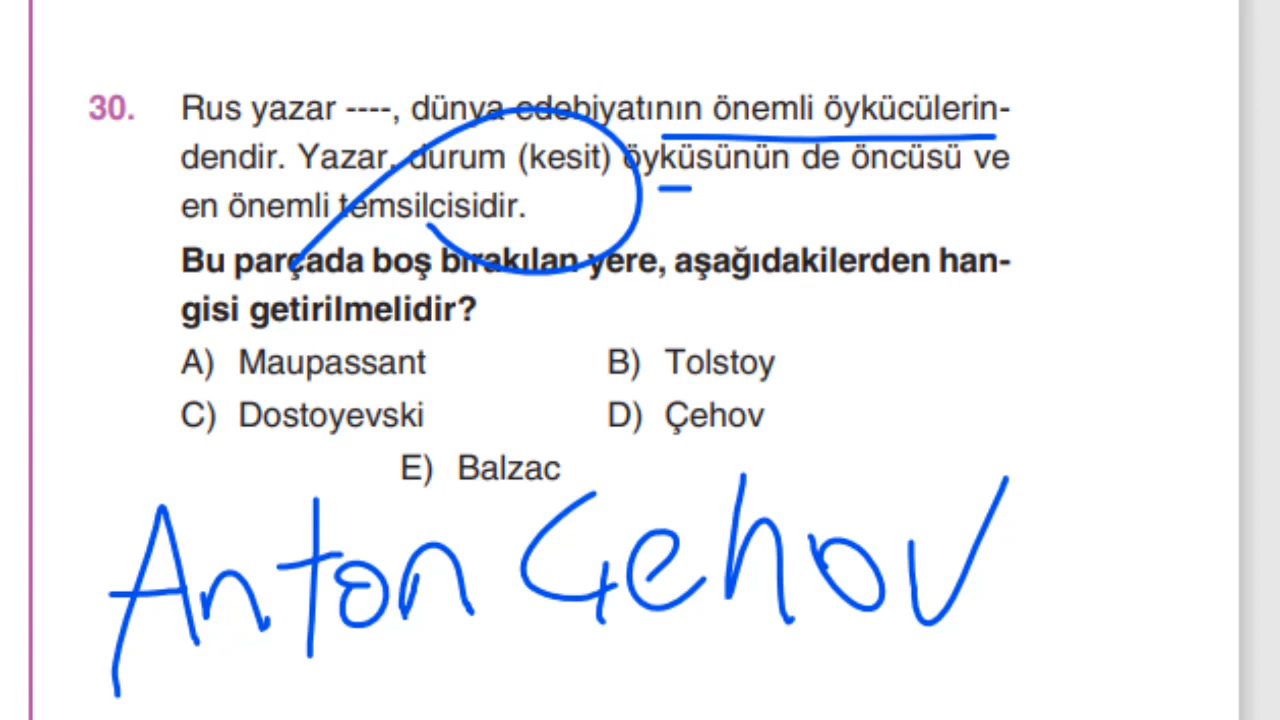 30. Rus yazar ----, dünya edebiyatının önemli öykücülerin-
dendir. Yazar, durum (kesit) öyküsünün de öncüsü ve
en önemli temsilcisidir.
Bu parçada boş bırakılan yere, aşağıdakilerden han-
gisi getirilmelidir?
A) Maupassant B) Tolstoy
C) Dostoyevski D) Çehov
E) Balzac
Anton Çehov